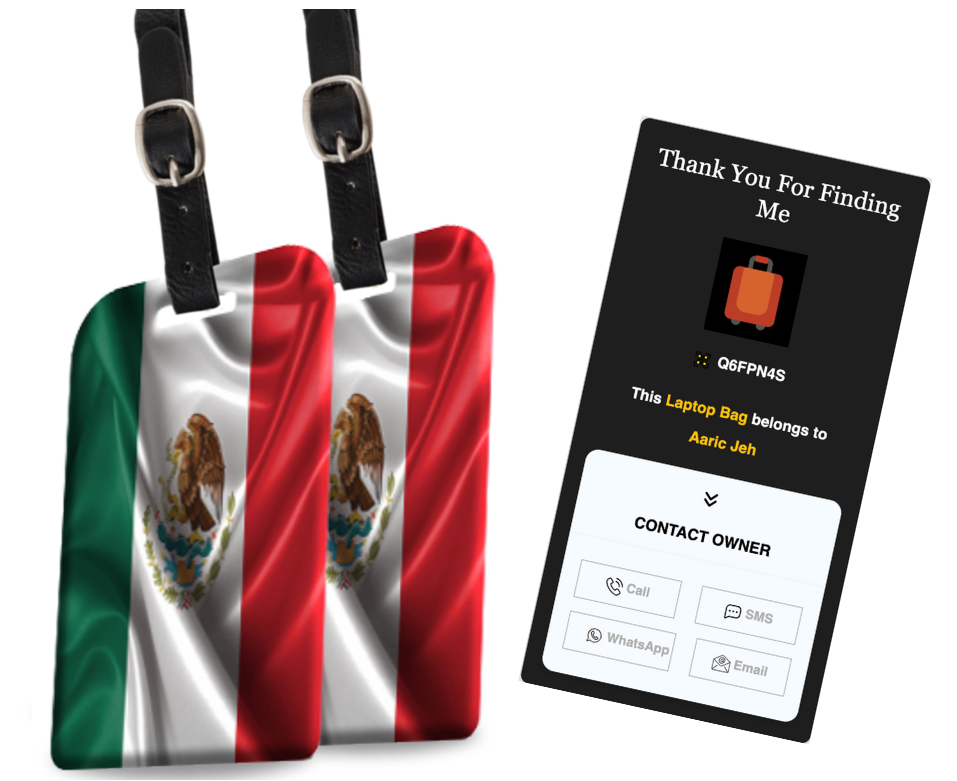 Thank You For Finding
Me
Q6FPN4S
This Laptop Bag belongs to
Aaric Jeh
CONTACT OWNER
Call
SMS
WhatsApp
Email